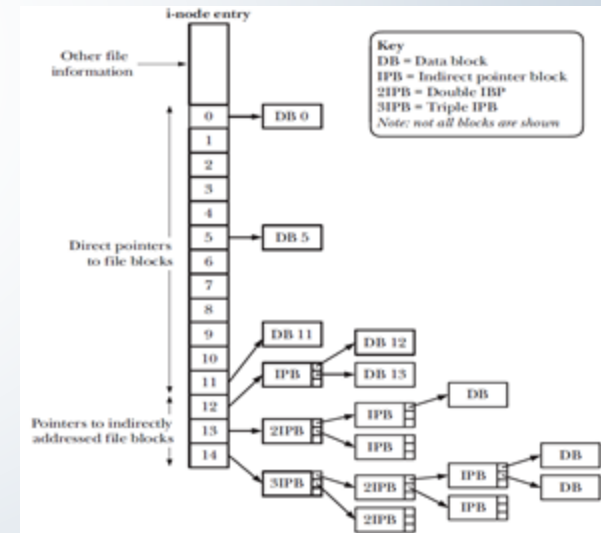 i-node entry
Other file
information
Key
DB = Data block
IPB = Indirect pointer block
2IPB = Double IBP
3IPB = Triple IPB
Note: not all blocks are shown
0
DB 0
1
2
3
4
5
DB 5
6
7
8
9
10
11
12
13
14
Direct pointers
to file blocks
Pointers to indirectly
addressed file blocks
DB 11
IPB
DB 12
DB 13
2IPB
IPB
DB
IPB
3IPB
2IPB
IPB
DB
DB
2IPB
IPB